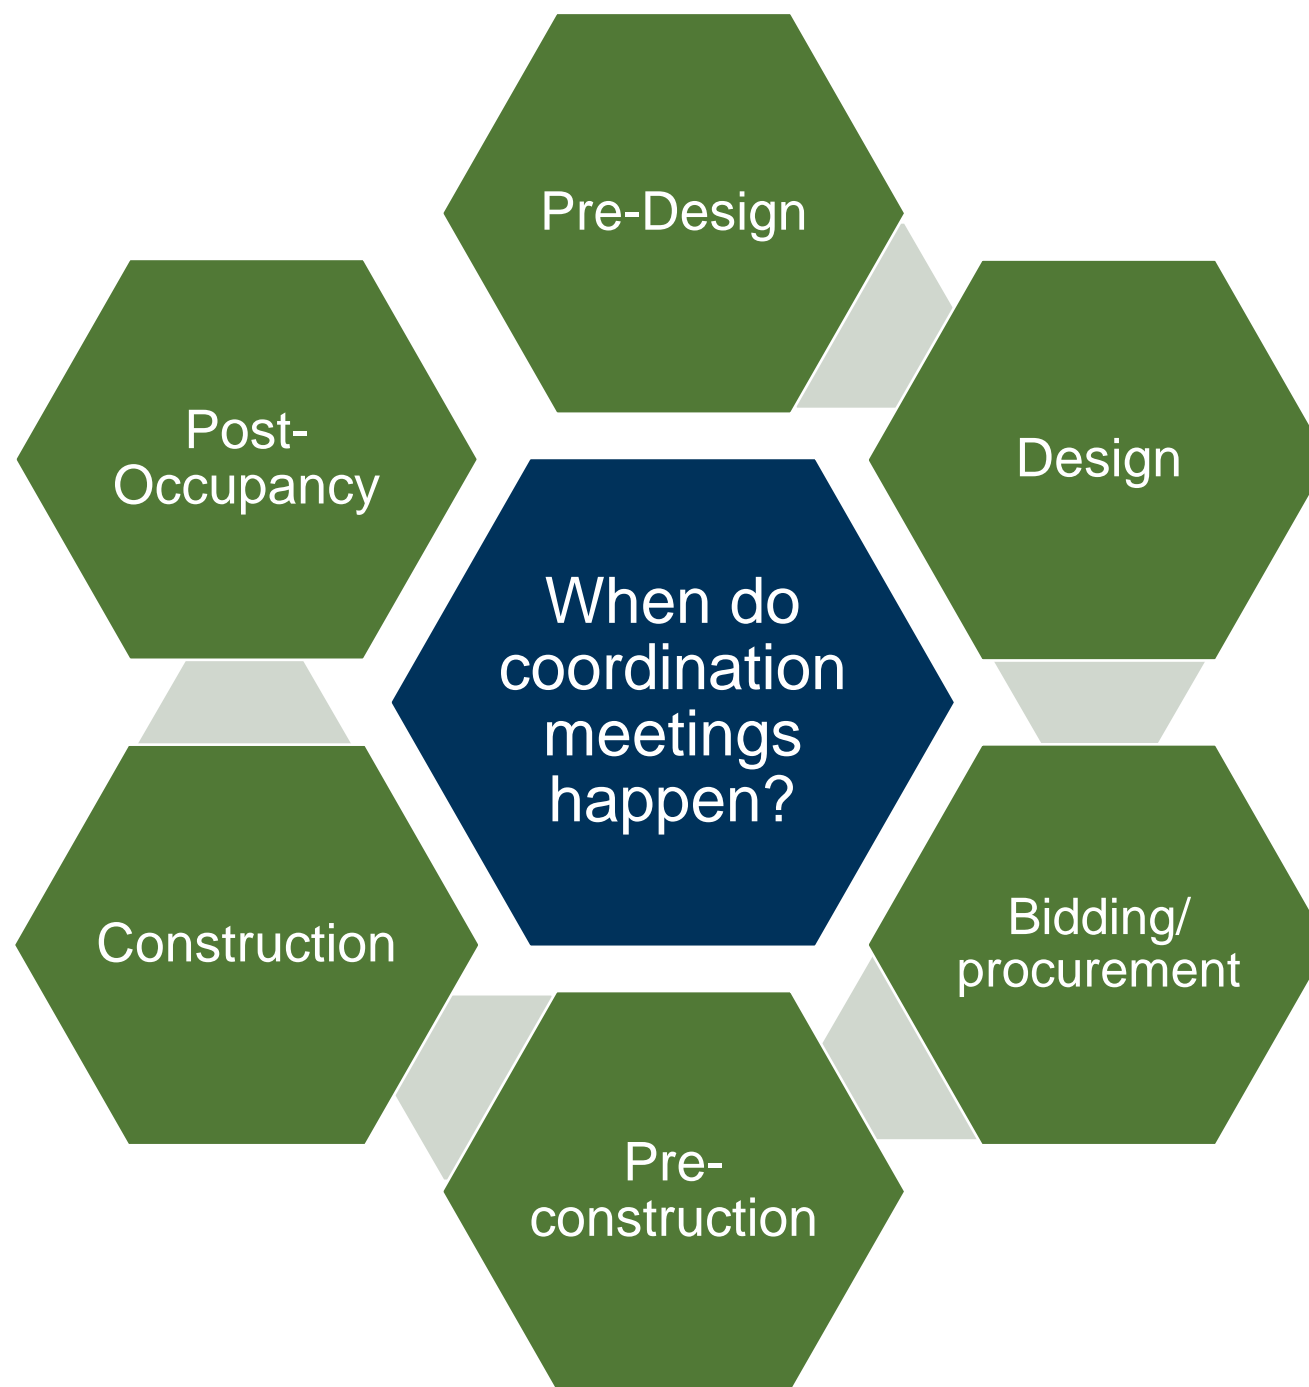 Pre-Design
Design
Bidding/
procurement
Pre-
construction
Construction
Post-
Occupancy
When do
coordination
meetings
happen?